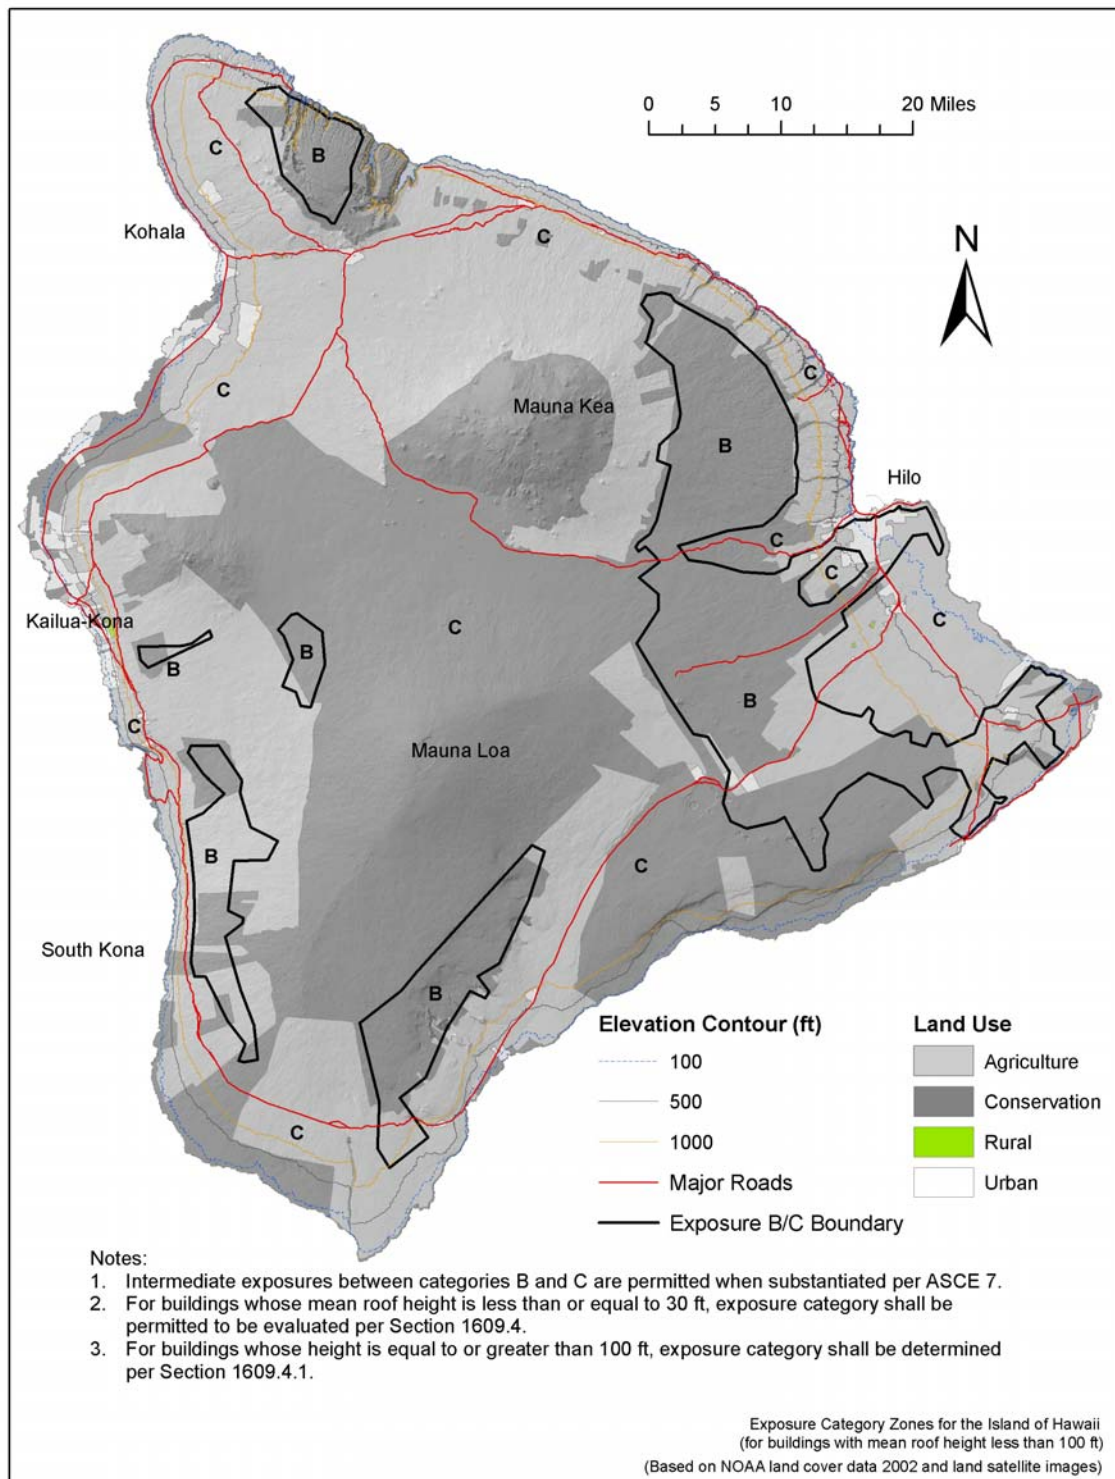 0 5 10 20 Miles
C
B
Kohala
C
N
C
C
Mauna Kea
B
Hilo
C
C
C
Kailua-Kona
B
B
C
B
C
Mauna Loa
B
C
South Kona
B
C
Elevation Contour (ft)
100
500
1000
Major Roads
Exposure B/C Boundary
Land Use
Agriculture
Conservation
Rural
Urban
Notes:
1. Intermediate exposures between categories B and C are permitted when substantiated per ASCE 7.
2. For buildings whose mean roof height is less than or equal to 30 ft, exposure category shall be
permitted to be evaluated per Section 1609.4.
3. For buildings whose height is equal to or greater than 100 ft, exposure category shall be determined
per Section 1609.4.1.
Exposure Category Zones for the Island of Hawaii
(for buildings with mean roof height less than 100 ft)
(Based on NOAA land cover data 2002 and land satellite images)